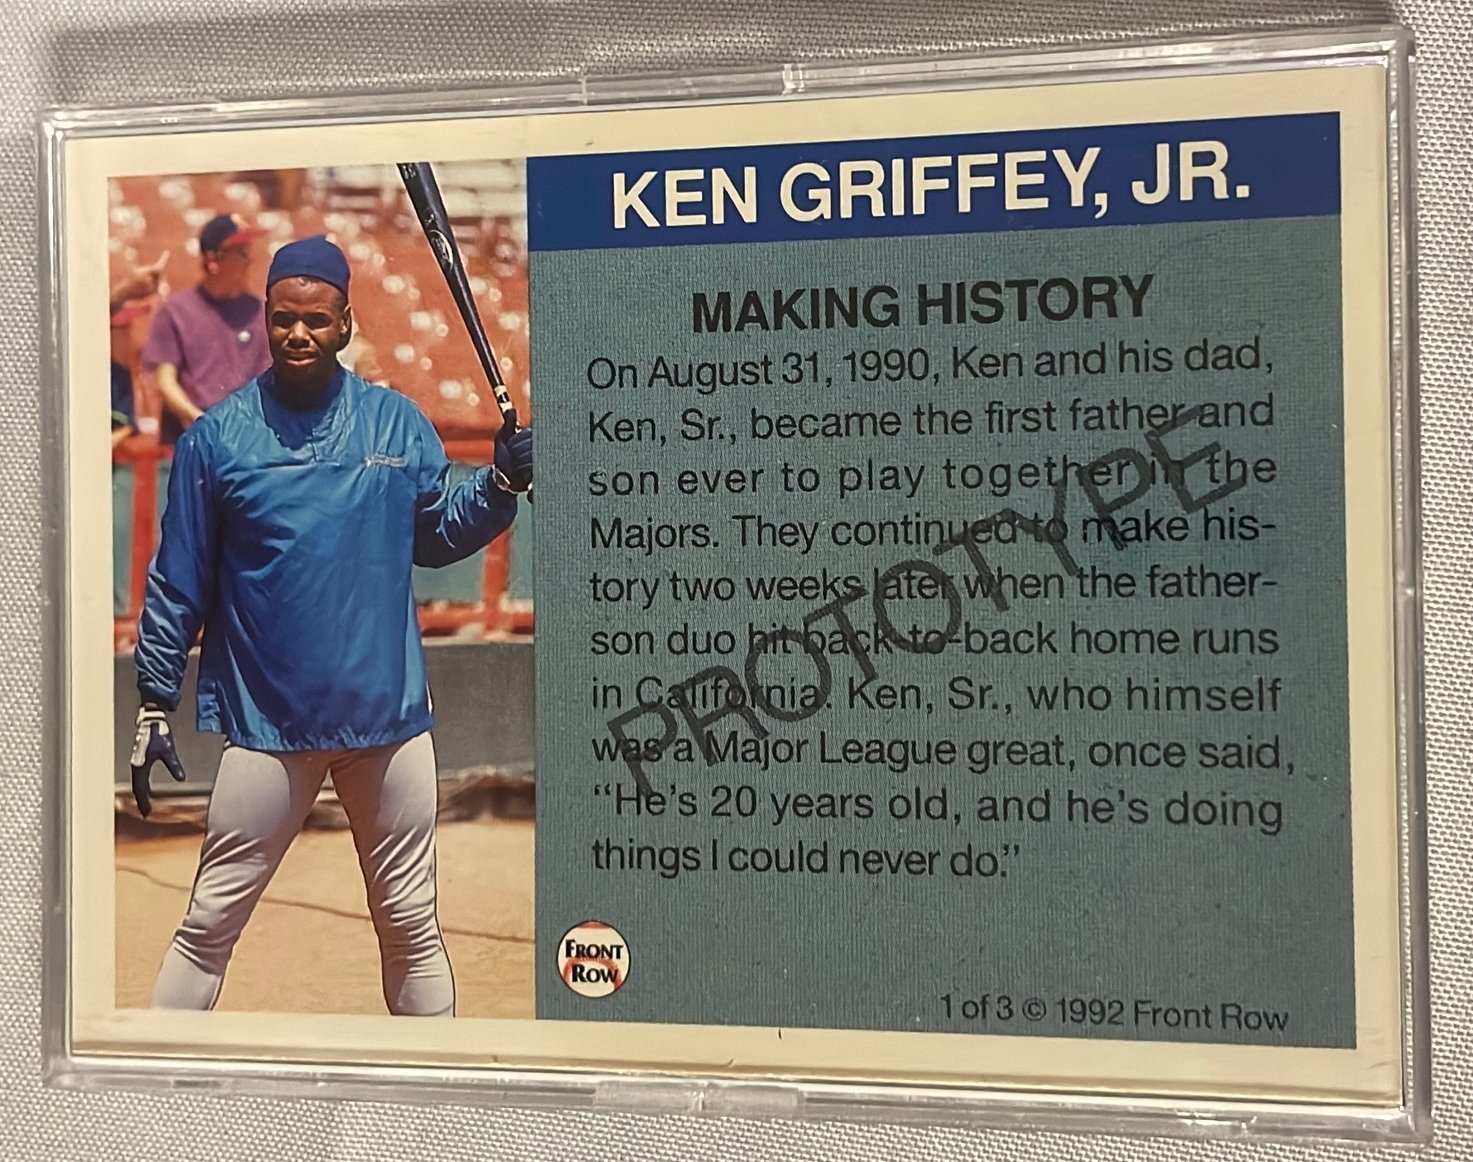 KEN GRIFFEY, JR.
MAKING HISTORY
On August 31, 1990, Ken and his dad,
Ken, Sr., became the first father and
son ever to play together in the
Majors. They continued to make his-
tory two weeks later when the father-
son duo hit back-to-back home runs
in California. Ken, Sr., who himself
was a Major League great, once said,
“He's 20 years old, and he's doing
things I could never do.”
PROTOTYPE
FRONT
ROW
1 of 3 © 1992 Front Row